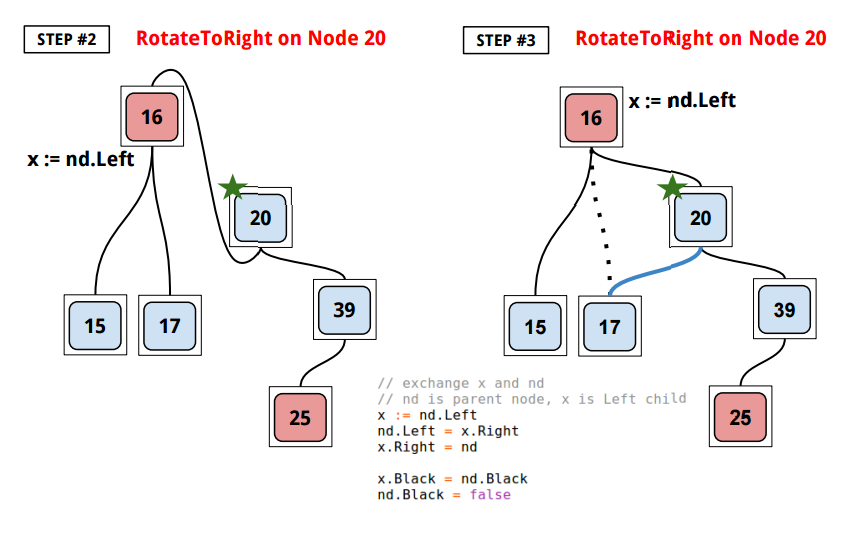 STEP #2
RotateToRight on Node 20
16
x := nd.Left
20
15
17
39
25
STEP #3
RotateToRight on Node 20
16
x := nd.Left
20
15
17
39
25
// exchange x and nd
// nd is parent node, x is Left child
x := nd.Left
nd.Left = x.Right
x.Right = nd
x.Black = nd.Black
nd.Black = false